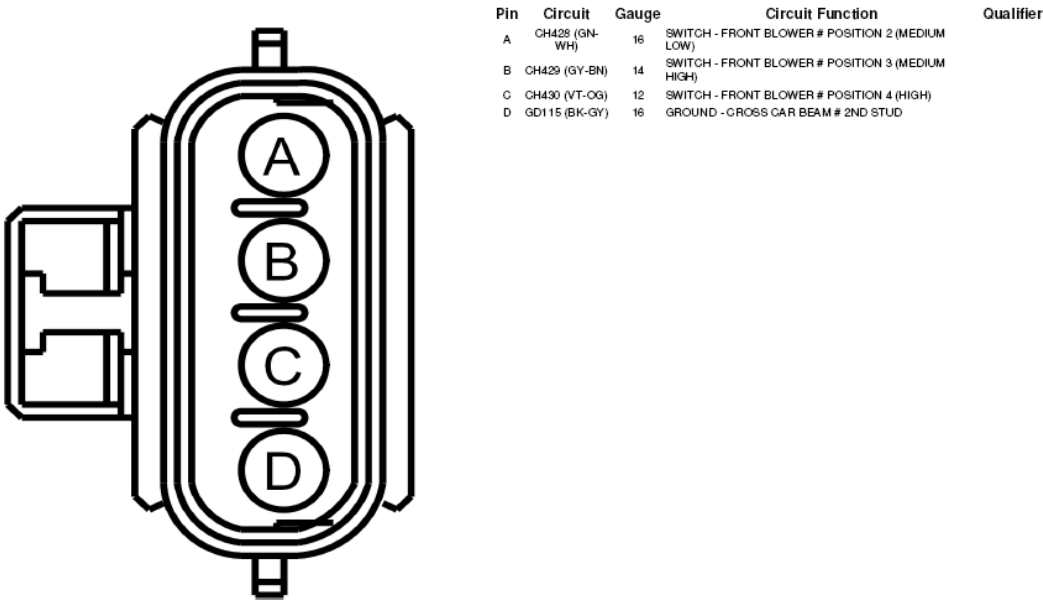 Pin Circuit Gauge Circuit Function Qualifier
A CH428 (GN-WH) 16 SWITCH - FRONT BLOWER # POSITION 2 (MEDIUM LOW)
B CH429 (GY-BN) 14 SWITCH - FRONT BLOWER # POSITION 3 (MEDIUM HIGH)
C CH430 (VT-OG) 12 SWITCH - FRONT BLOWER # POSITION 4 (HIGH)
D GD115 (BK-GY) 16 GROUND - CROSS CAR BEAM # 2ND STUD
A
B
C
D